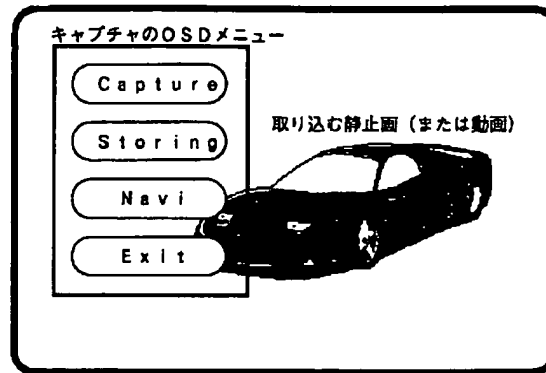 キャプチャのOSDメニュー
Capture
Storing
Navi
Exit
取り込む静止画(または動画)